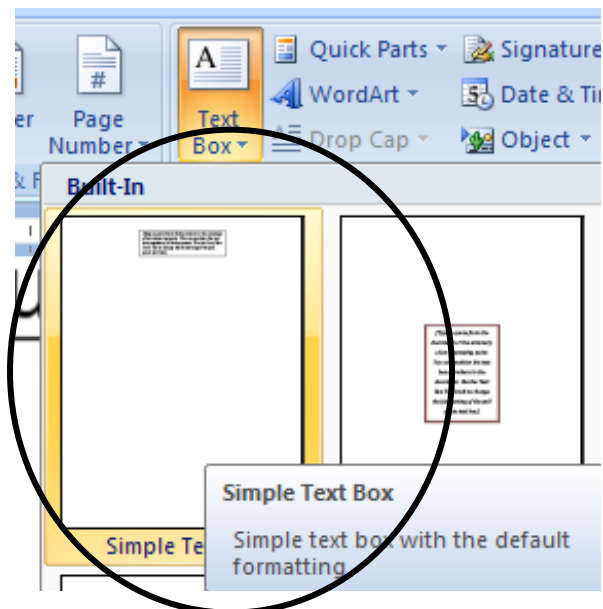 A
Quick Parts
Signature
#
WordArt
Date & Ti
er
Page
Number
Text
Box
Drop Cap
Object
& F
Built-In
Simple Te
Simple Text Box
Simple text box with the default
formatting